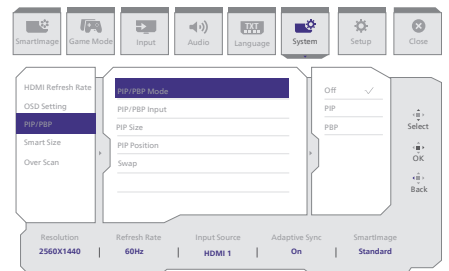 SmartImage Game Mode Input Audio Language System Setup Close
TXT
HDMI Refresh Rate
OSD Setting
PIP/PBP
Smart Size
Over Scan
PIP/PBP Mode
PIP/PBP Input
PIP Size
PIP Position
Swap
Off
PIP
PBP
Select
OK
Back
Resolution Refresh Rate Input Source Adaptive Sync SmartImage
2560X1440 | 60Hz | HDMI 1 | On | Standard